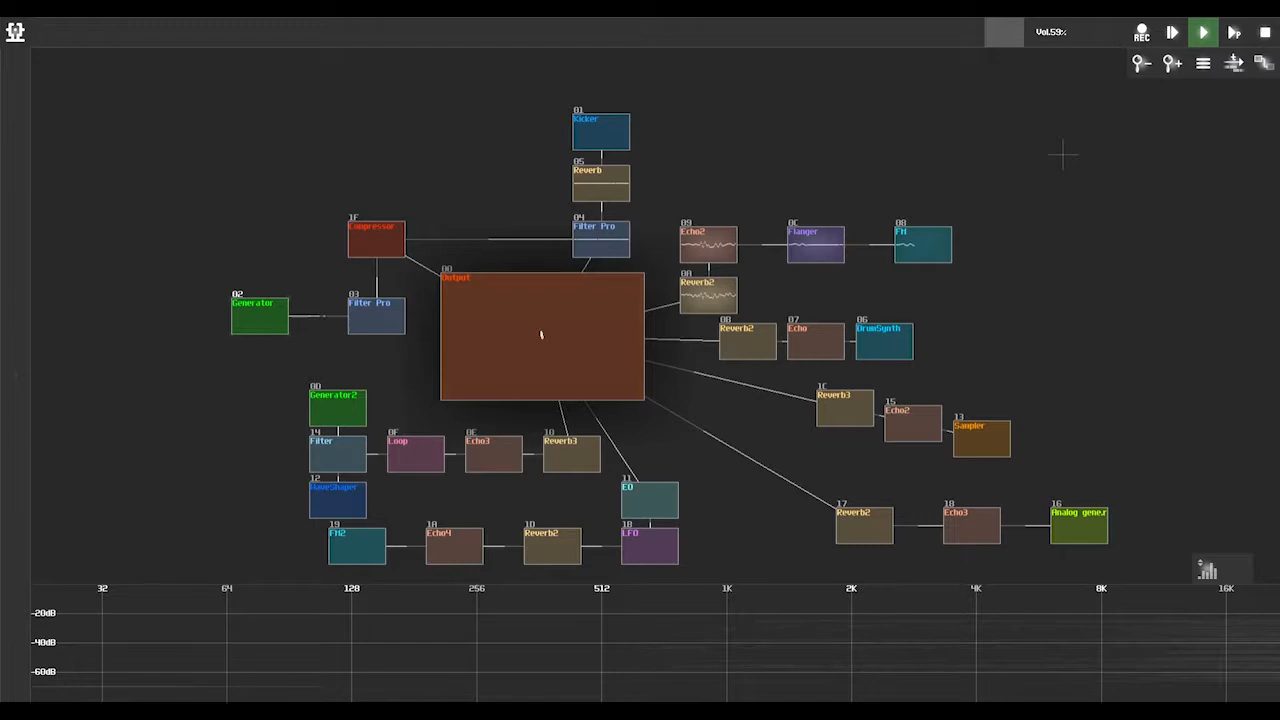 Vol.59%
REC
01
Kicker
05
Reverb
04
Filter Pro
1F
Compressor
09
Echo2
0C
Flanger
08
FM
00
Output
0A
Reverb2
02
Generator
03
Filter Pro
0B
Reverb2
07
Echo
06
DrumSynth
0D
Generator2
1C
Reverb3
15
Echo2
13
Sampler
14
Filter
0F
Loop
0E
Echo3
10
Reverb3
12
WaveShaper
11
EQ
17
Reverb2
18
Echo3
16
Analog gene.r
19
FM2
1A
Echo4
1D
Reverb2
LFO
32
64
128
256
512
1K
2K
4K
8K
16K
-20dB
-40dB
-60dB